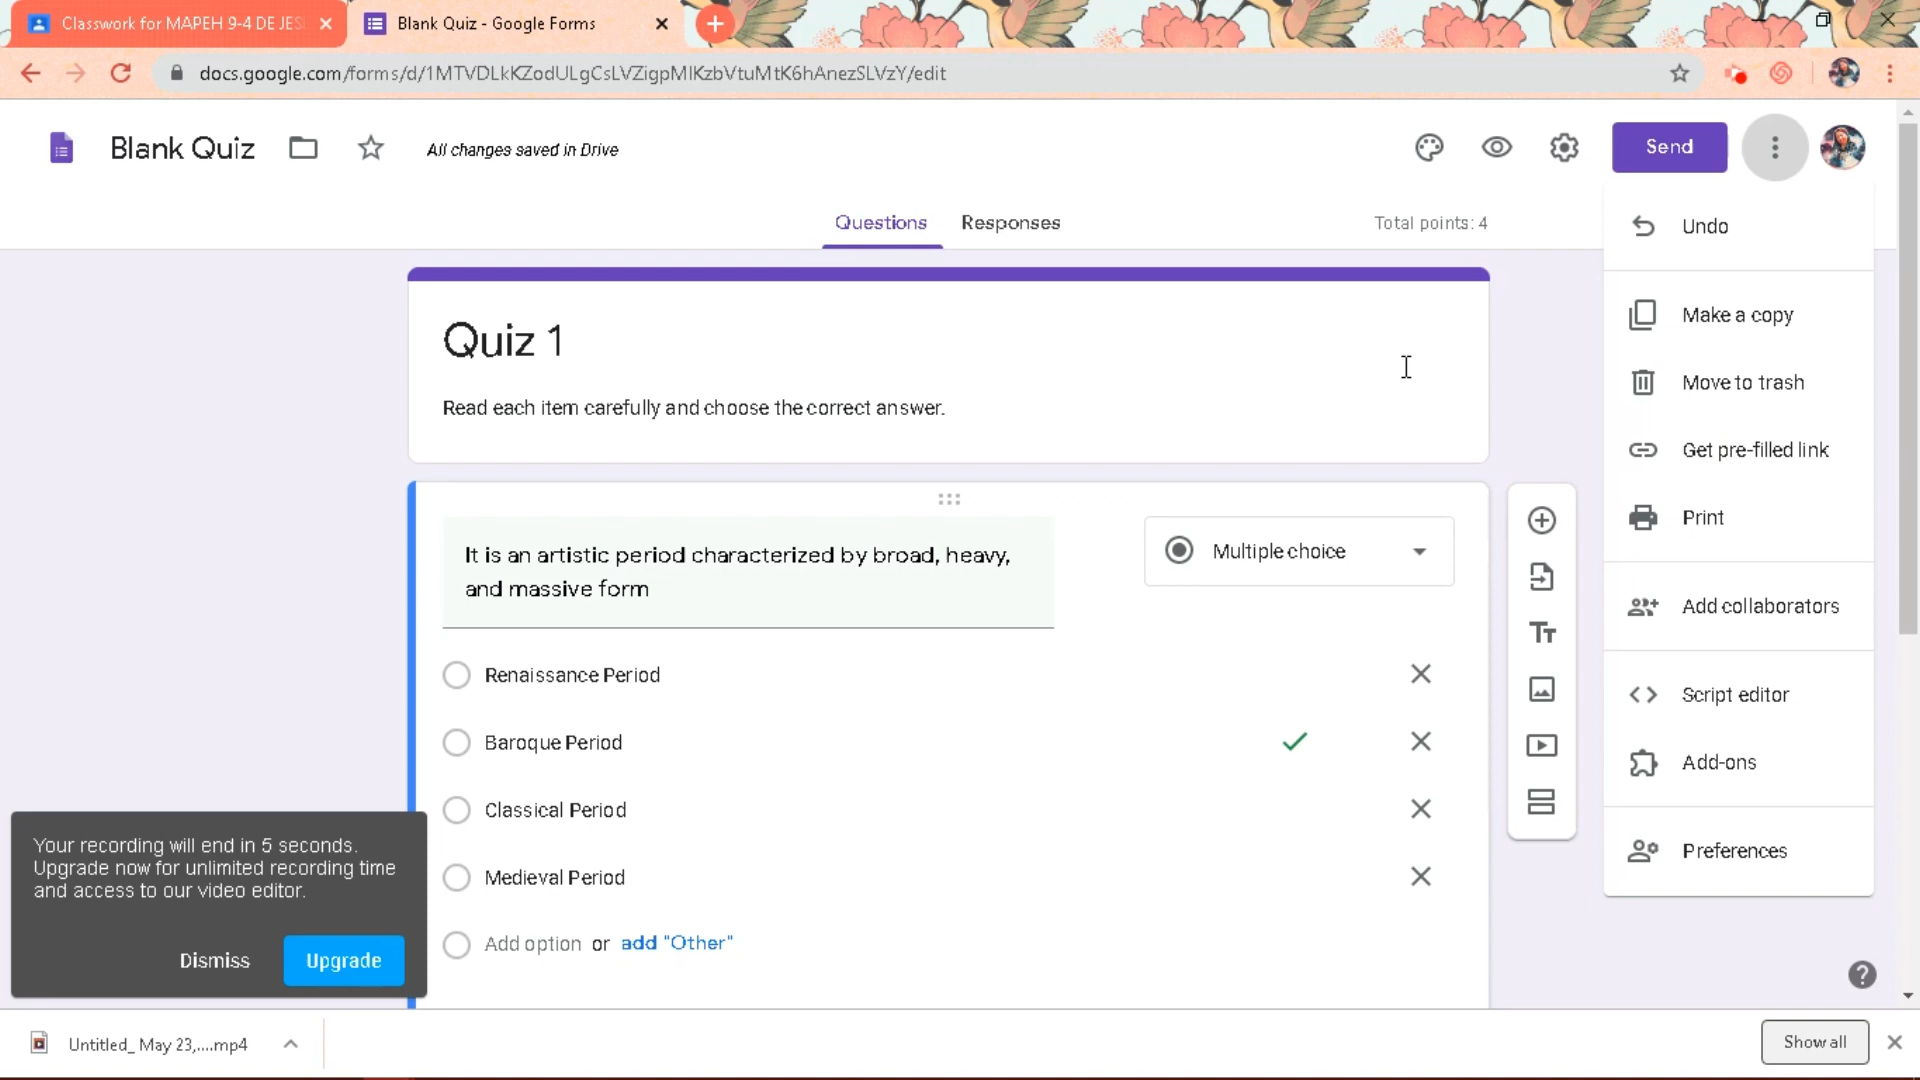 Classwork for MAPEH 9-4 DE JES
Blank Quiz - Google Forms
docs.google.com/forms/d/1MTVDLkKZodULgCsLVZigpMlKzbVtuMtK6hAnezSLVzY/edit
Blank Quiz
All changes saved in Drive
Send
Questions
Responses
Total points: 4
Undo
Make a copy
Move to trash
Get pre-filled link
Print
Add collaborators
Script editor
Add-ons
Preferences
Quiz 1
Read each item carefully and choose the correct answer.
It is an artistic period characterized by broad, heavy,
and massive form
Multiple choice
Renaissance Period
Baroque Period
Classical Period
Medieval Period
Add option or add "Other"
Tт
Your recording will end in 5 seconds.
Upgrade now for unlimited recording time
and access to our video editor.
Dismiss
Upgrade
Untitled_ May 23,....mp4
Show all